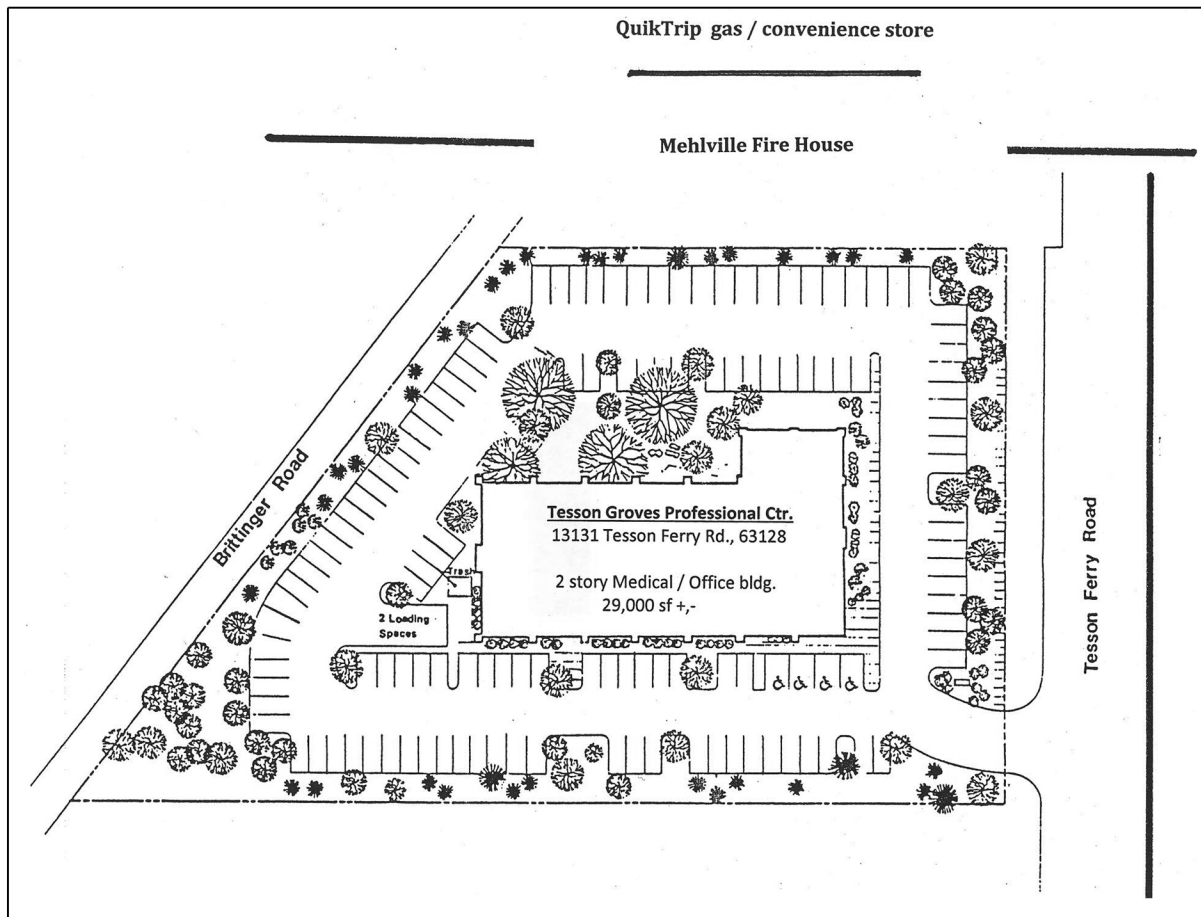 QuikTrip gas / convenience store
Mehlville Fire House
Brittinger Road
Tesson Groves Professional Ctr.
13131 Tesson Ferry Rd., 63128
2 story Medical / Office bldg.
29,000 sf +,-
Trash
2 Loading
Spaces
Tesson Ferry Road